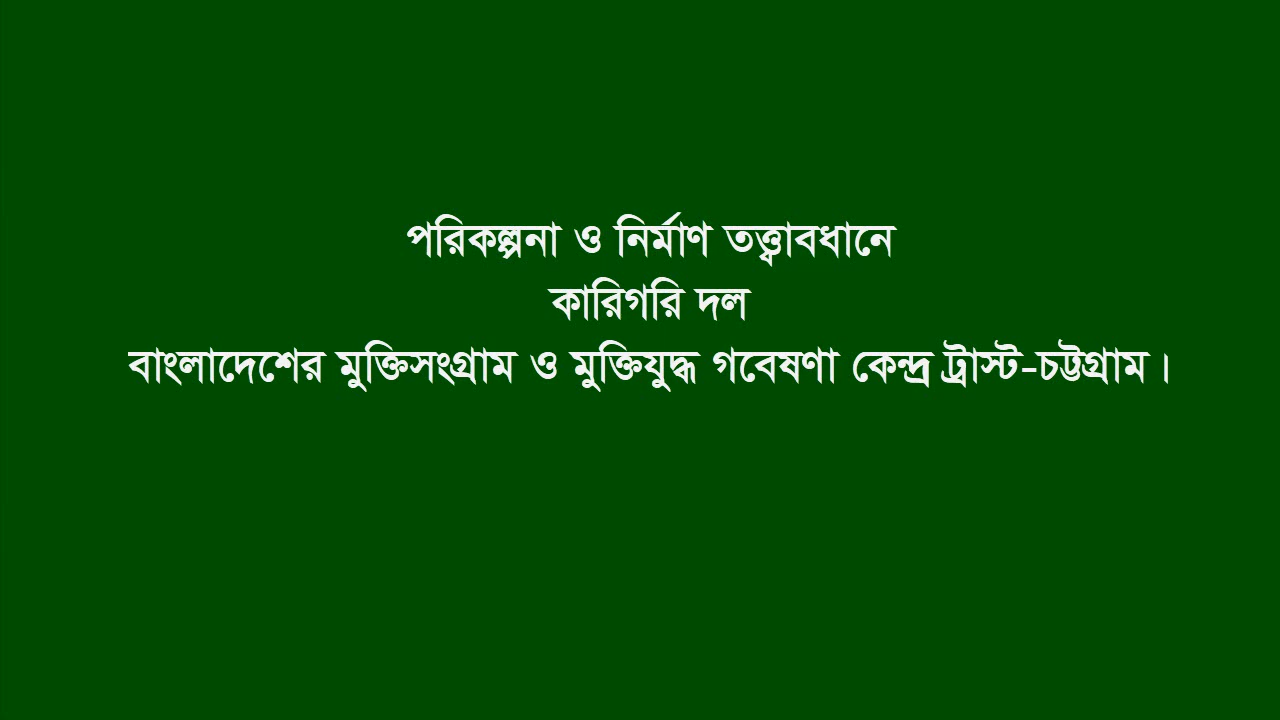 পরিকল্পনা ও নির্মাণ তত্ত্বাবধানে
কারিগরি দল
বাংলাদেশের মুক্তিসংগ্রাম ও মুক্তিযুদ্ধ গবেষণা কেন্দ্র ট্রাস্ট-চট্টগ্রাম।